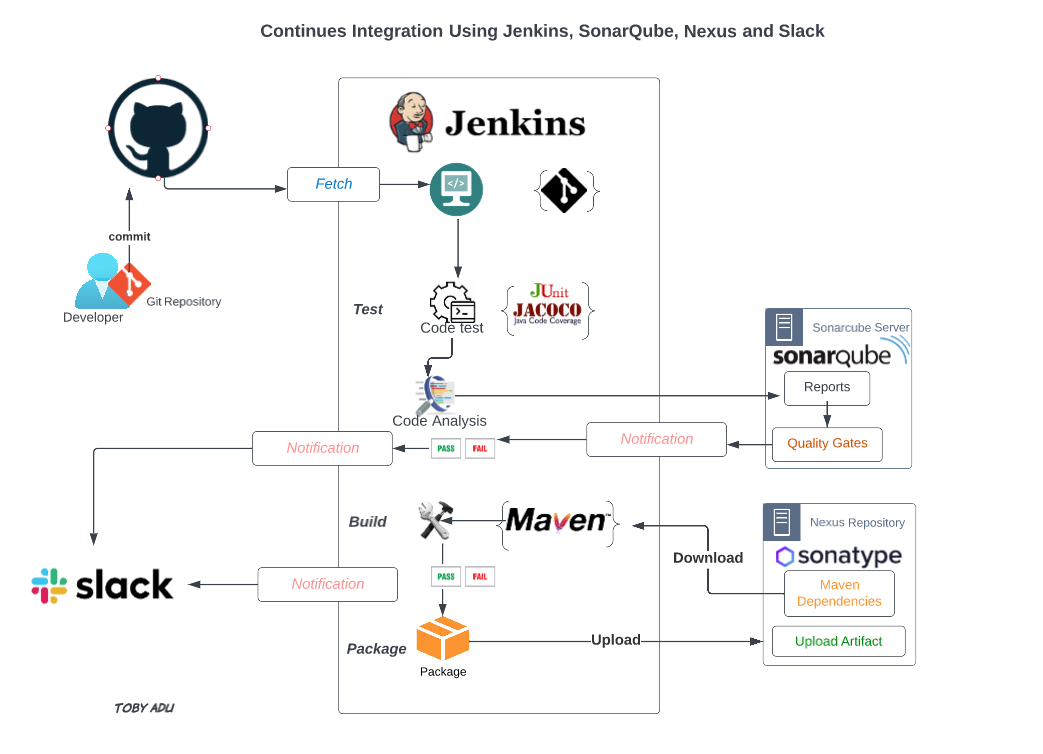 Continues Integration Using Jenkins, SonarQube, Nexus and Slack
Jenkins
Fetch
</>
commit
Git Repository
Developer
Test
JUnit
JACOCO
Java Code Coverage
Code test
Sonarcube Server
sonarqube
Reports
Code Analysis
Notification
PASS
FAIL
Notification
Quality Gates
Build
Maven™
Nexus Repository
Download
sonatype
slack
Notification
PASS
FAIL
Maven
Dependencies
Package
Upload
Upload Artifact
Package
TOBY ADU